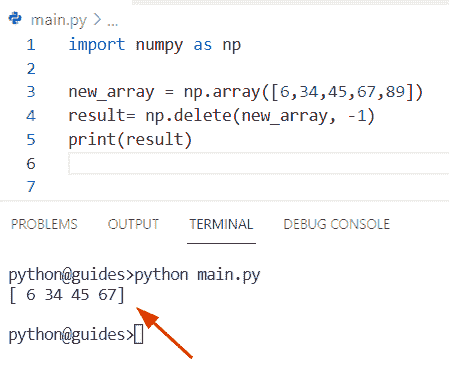 main.py > ...
1 import numpy as np
2
3 new_array = np.array([6,34,45,67,89])
4 result= np.delete(new_array, -1)
5 print(result)
6
7
PROBLEMS OUTPUT TERMINAL DEBUG CONSOLE
python@guides>python main.py
[ 6 34 45 67]
python@guides>